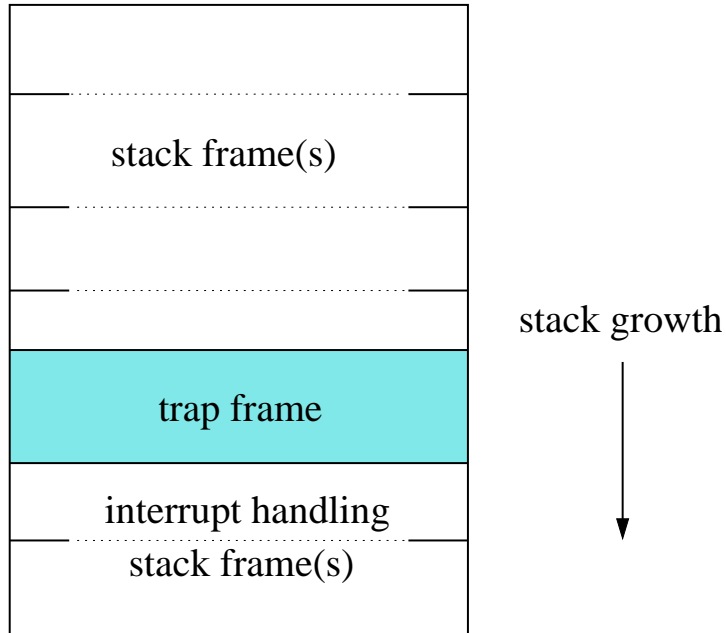 stack frame(s)
stack growth
trap frame
interrupt handling
stack frame(s)